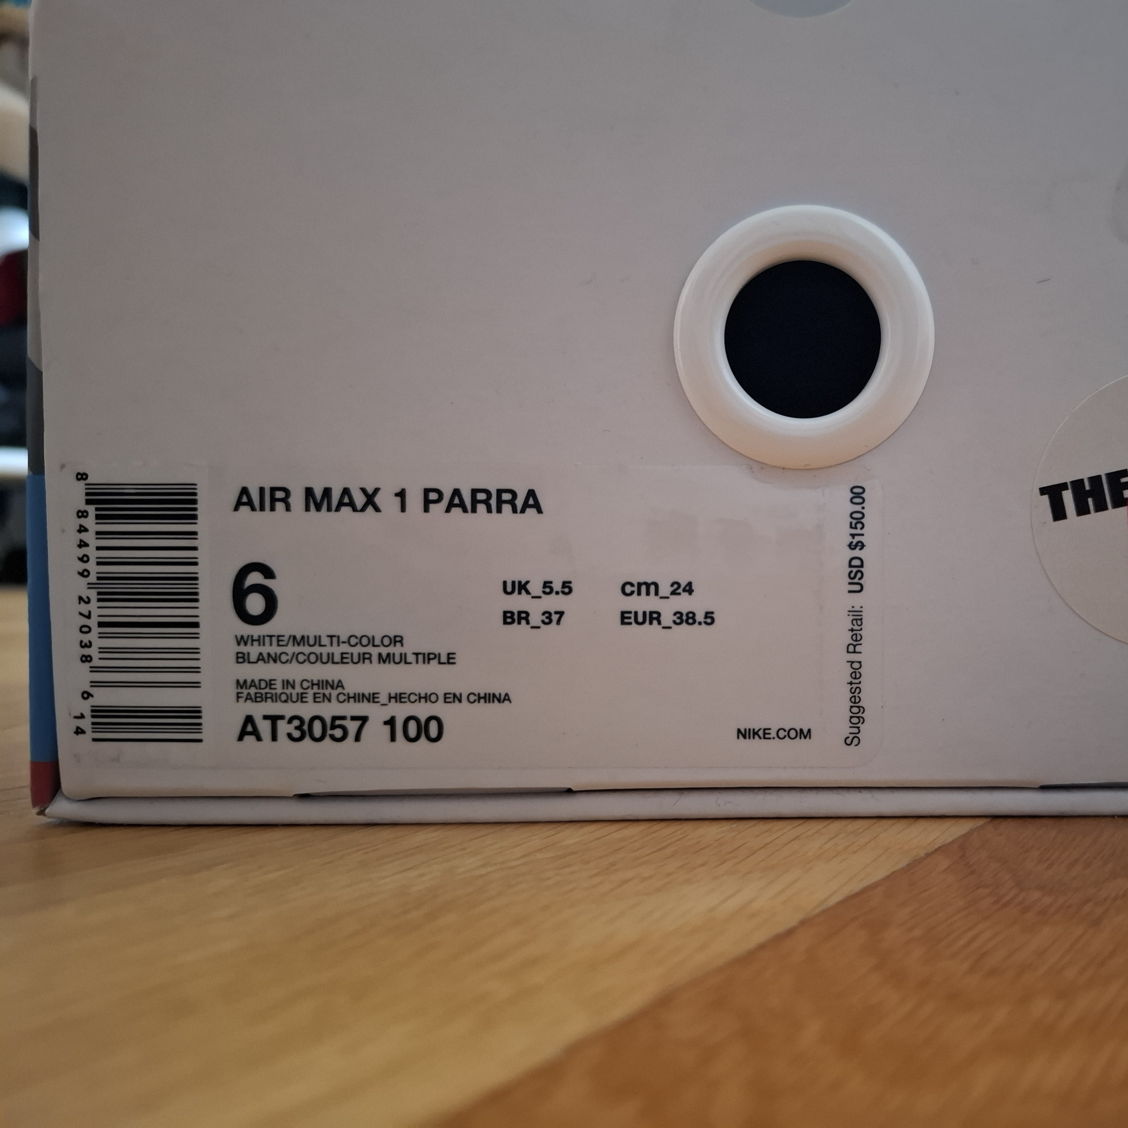 AIR MAX 1 PARRA
6
UK_5.5 cm_24
BR_37 EUR_38.5
WHITE/MULTI-COLOR
BLANC/COULEUR MULTIPLE
MADE IN CHINA
FABRIQUE EN CHINE_HECHO EN CHINA
AT3057 100
NIKE.COM
Suggested Retail: USD $150.00
8 84499 27038 6 14
THE